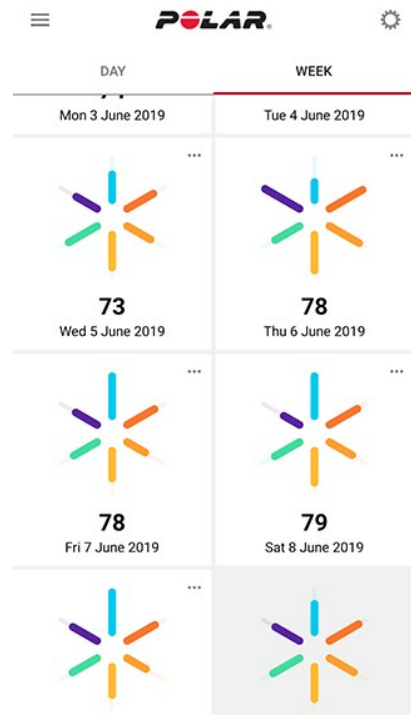 POLAR.
DAY WEEK
Mon 3 June 2019 Tue 4 June 2019
73 78
Wed 5 June 2019 Thu 6 June 2019
78 79
Fri 7 June 2019 Sat 8 June 2019